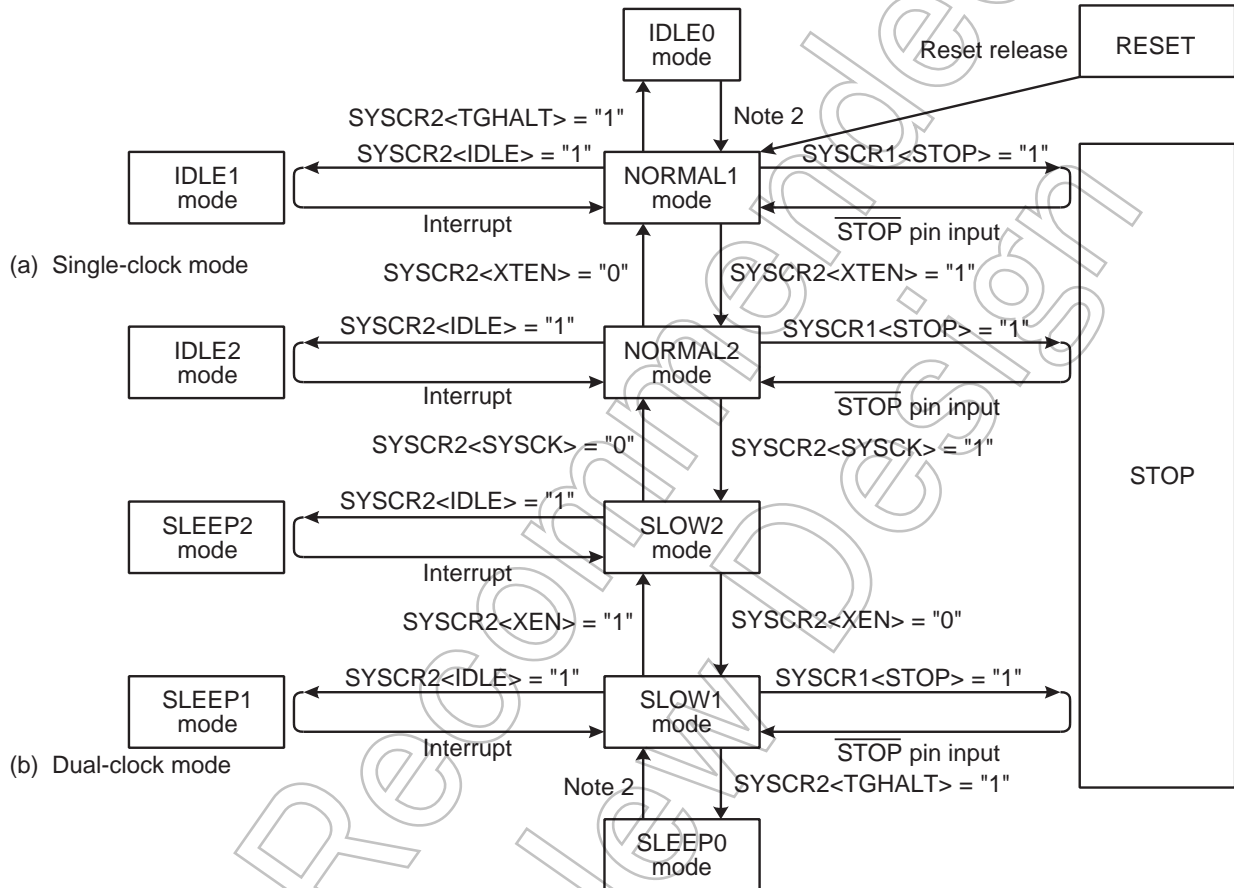 IDLE0
mode
Reset release
RESET
SYSCR2<TGHALT> = "1"
Note 2
SYSCR2<IDLE> = "1"
SYSCR1<STOP> = "1"
IDLE1
mode
NORMAL1
mode
Interrupt
STOP pin input
(a) Single-clock mode
SYSCR2<XTEN> = "0"
SYSCR2<XTEN> = "1"
SYSCR2<IDLE> = "1"
SYSCR1<STOP> = "1"
IDLE2
mode
NORMAL2
mode
Interrupt
STOP pin input
SYSCR2<SYSCK> = "0"
SYSCR2<SYSCK> = "1"
STOP
SYSCR2<IDLE> = "1"
SLEEP2
mode
SLOW2
mode
Interrupt
SYSCR2<XEN> = "1"
SYSCR2<XEN> = "0"
SYSCR2<IDLE> = "1"
SYSCR1<STOP> = "1"
SLEEP1
mode
SLOW1
mode
Interrupt
STOP pin input
(b) Dual-clock mode
Note 2
SYSCR2<TGHALT> = "1"
SLEEP0
mode
Recommended
Design